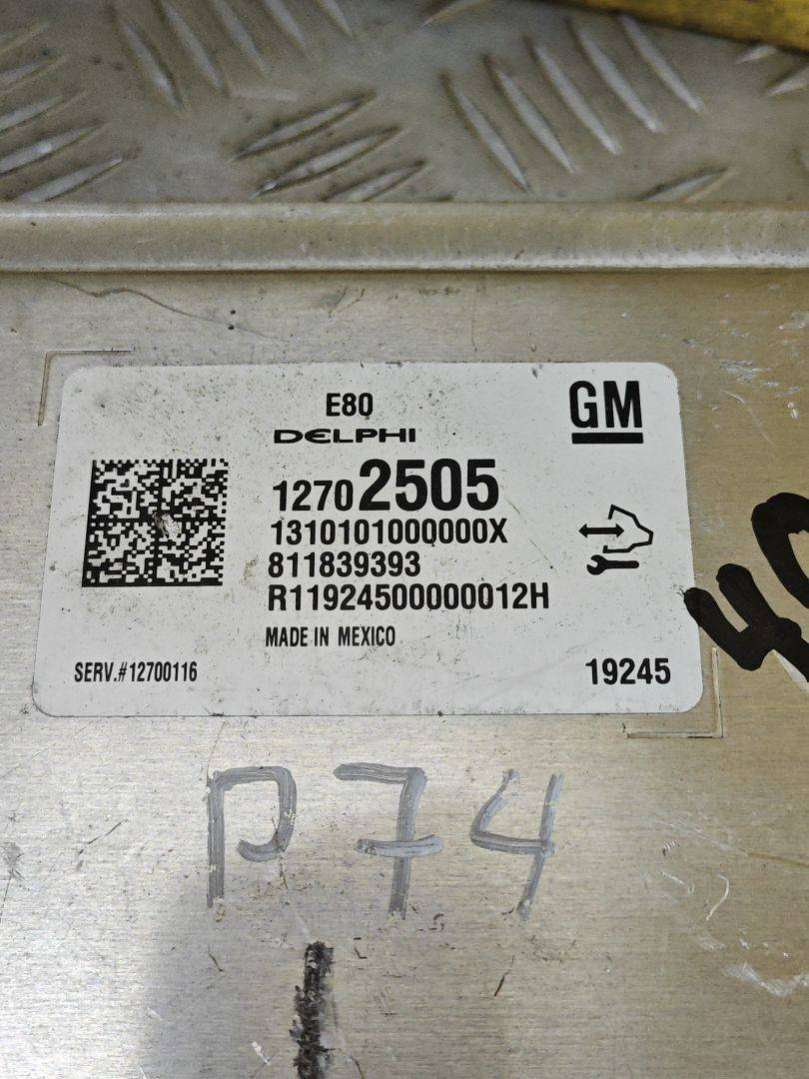 E80
GM
DELPHI
12702505
1310101000000X
811839393
R11924500000012H
MADE IN MEXICO
SERV.#12700116
19245
P74